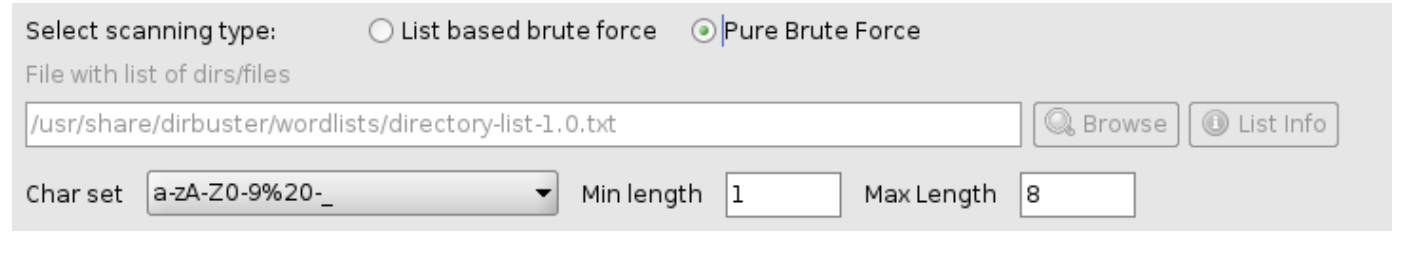 Select scanning type: List based brute force Pure Brute Force
File with list of dirs/files
/usr/share/dirbuster/wordlists/directory-list-1.0.txt Browse List Info
Char set a-zA-Z0-9%20-_ Min length 1 Max Length 8